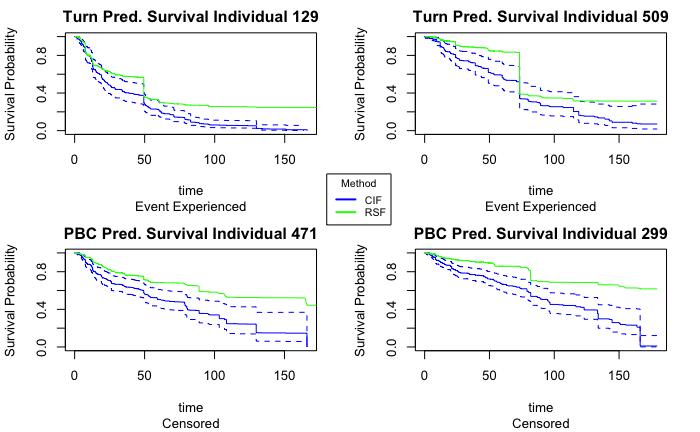 Turn Pred. Survival Individual 129
Survival Probability
0.0 0.4 0.8
0 50 100 150
time
Event Experienced
Turn Pred. Survival Individual 509
Survival Probability
0.0 0.4 0.8
0 50 100 150
time
Event Experienced
Method
CIF
RSF
PBC Pred. Survival Individual 471
Survival Probability
0.0 0.4 0.8
0 50 100 150
time
Censored
PBC Pred. Survival Individual 299
Survival Probability
0.0 0.4 0.8
0 50 100 150
time
Censored